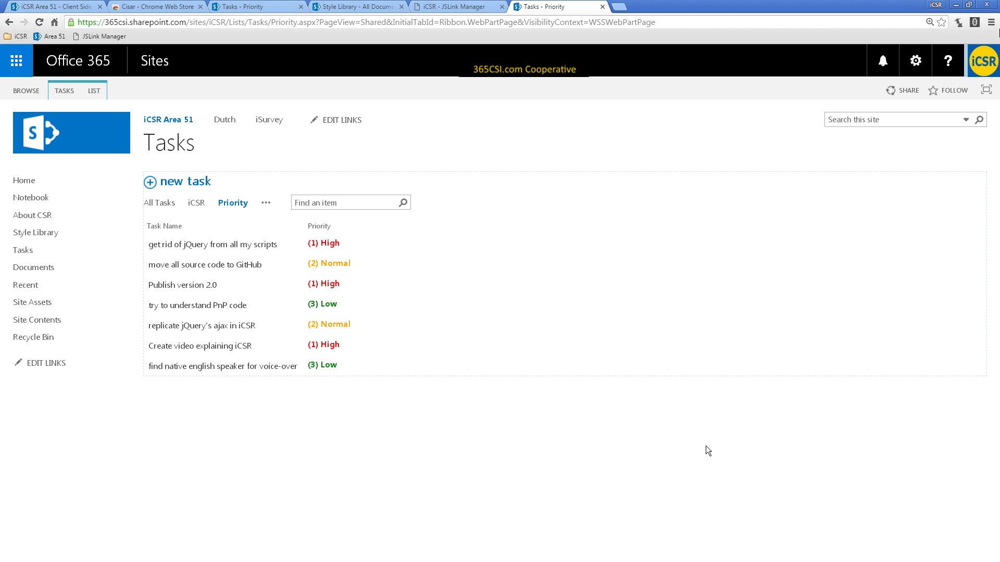 iCSR Area 51 - Client Side
Cisar - Chrome Web Store
Tasks - Priority
Style Library - All Docume
iCSR - JSLink Manager
Tasks - Priority
iCSR
https://365csi.sharepoint.com/sites/iCSR/Lists/Tasks/Priority.aspx?PageView=Shared&InitialTabId=Ribbon.WebPartPage&VisibilityContext=WSSWebPartPage
iCSR
Area 51
JSLink Manager
Office 365
Sites
365CSI.com Cooperative
?
iCSR
BROWSE
TASKS
LIST
SHARE
FOLLOW
S
iCSR Area 51
Dutch
iSurvey
EDIT LINKS
Search this site
Tasks
Home
Notebook
About CSR
Style Library
Tasks
Documents
Recent
Site Assets
Site Contents
Recycle Bin
EDIT LINKS
new task
All Tasks
iCSR
Priority
Find an item
Task Name Priority
get rid of jQuery from all my scripts (1) High
move all source code to GitHub (2) Normal
Publish version 2.0 (1) High
try to understand PnP code (3) Low
replicate jQuery's ajax in iCSR (2) Normal
Create video explaining iCSR (1) High
find native english speaker for voice-over (3) Low